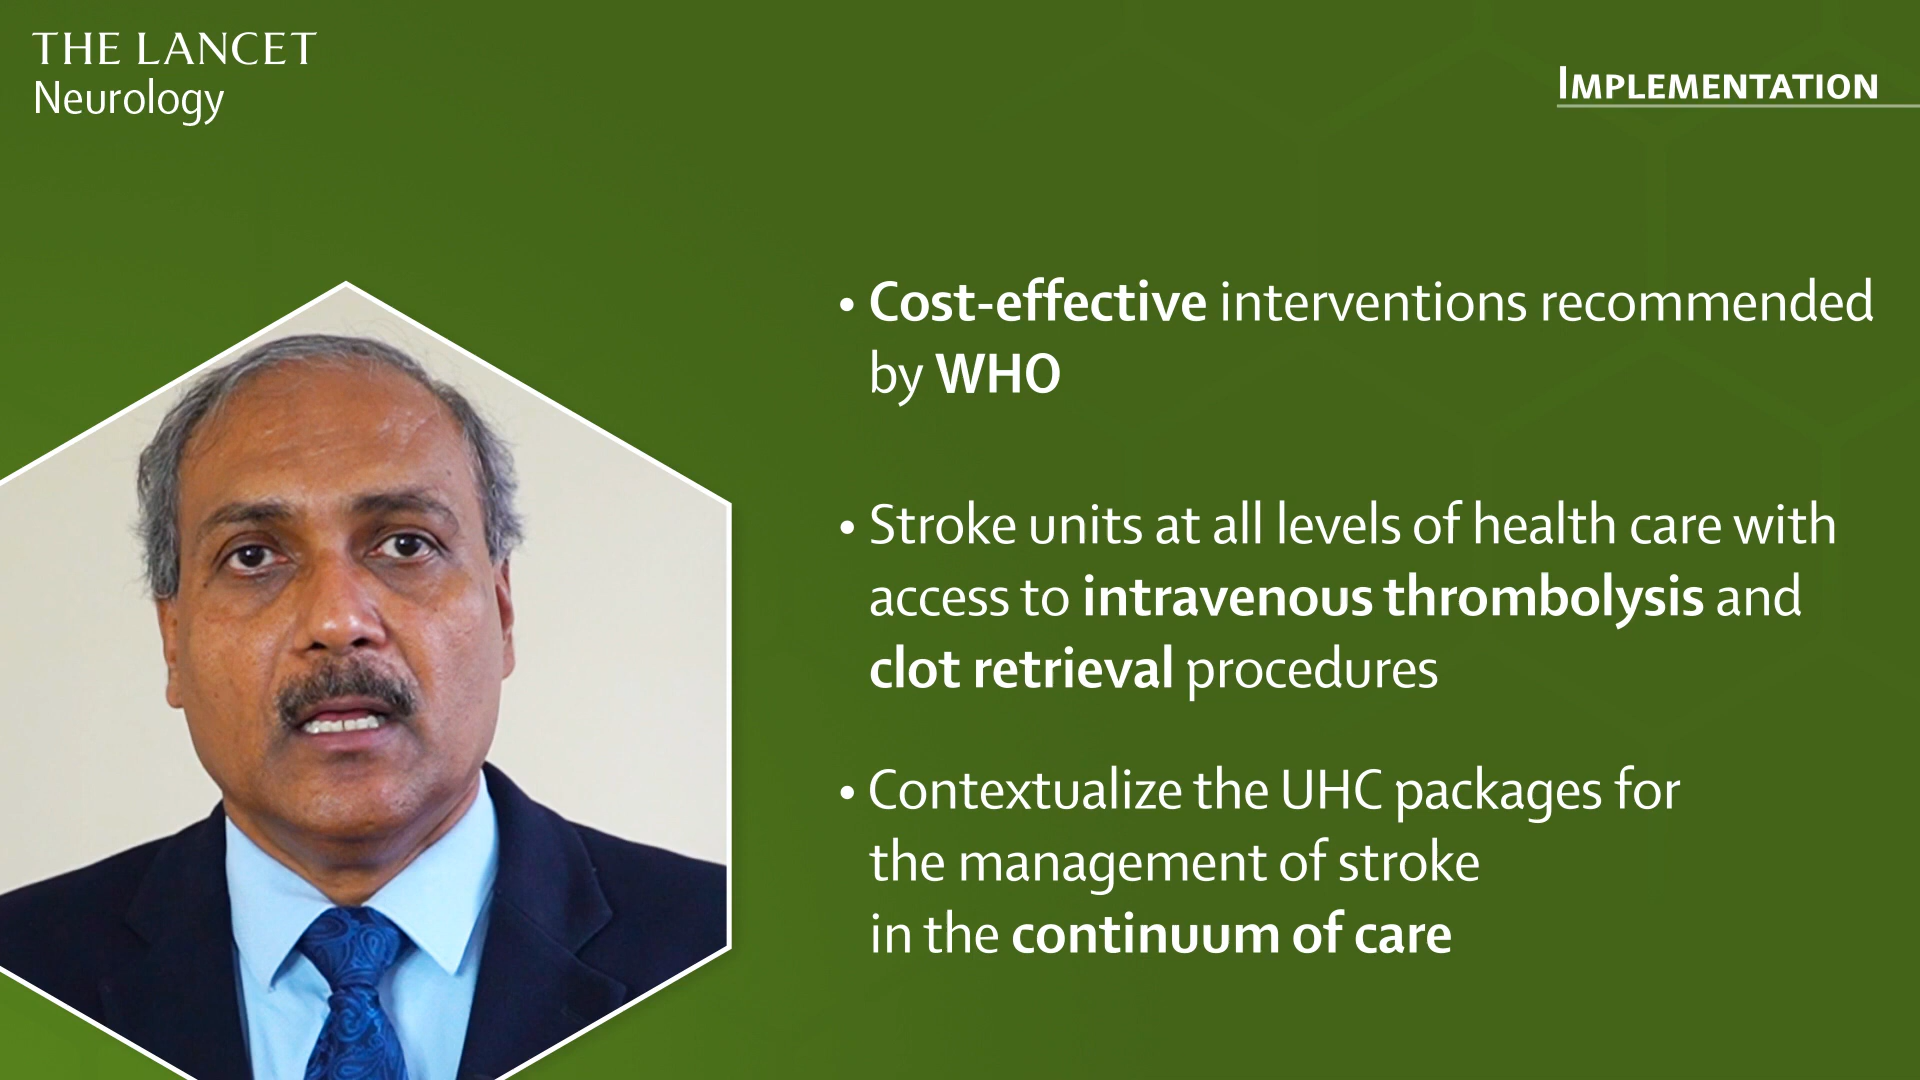 THE LANCET
Neurology
IMPLEMENTATION
• Cost-effective interventions recommended
by WHO
• Stroke units at all levels of health care with
access to intravenous thrombolysis and
clot retrieval procedures
• Contextualize the UHC packages for
the management of stroke
in the continuum of care